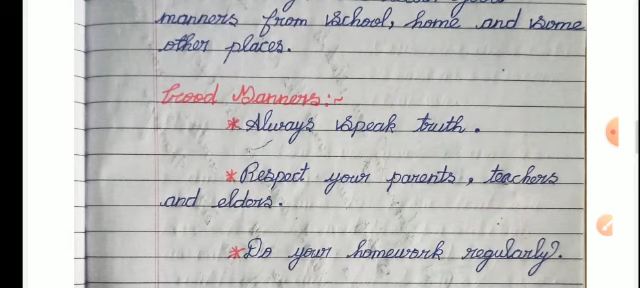 manners from school, home and some
other places.
Good Manners:~
*Always speak truth.
*Respect your parents, teachers
and elders.
*Do your homework regularly?.